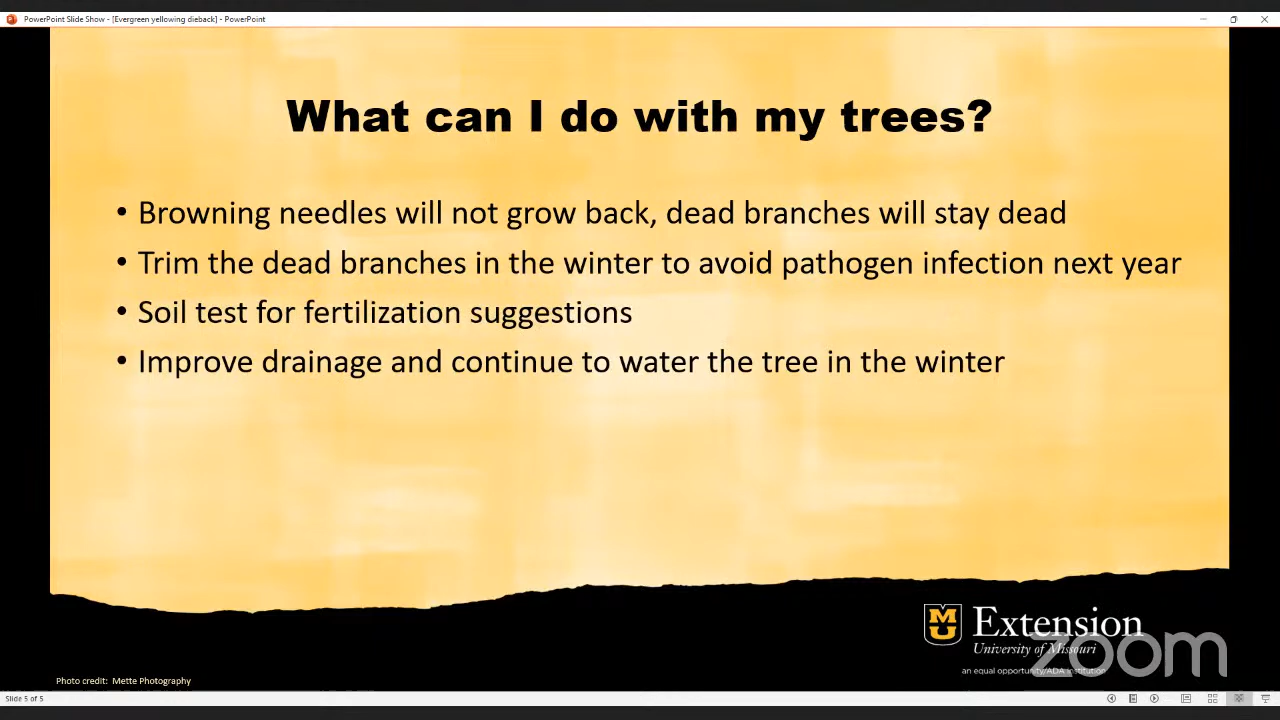 PowerPoint Slide Show - [Evergreen yellowing dieback] - PowerPoint
What can I do with my trees?
• Browning needles will not grow back, dead branches will stay dead
• Trim the dead branches in the winter to avoid pathogen infection next year
• Soil test for fertilization suggestions
• Improve drainage and continue to water the tree in the winter
MU Extension
University of Missouri
an equal opportunity/ADA institution
zoom
Photo credit: Mette Photography
Slide 5 of 5